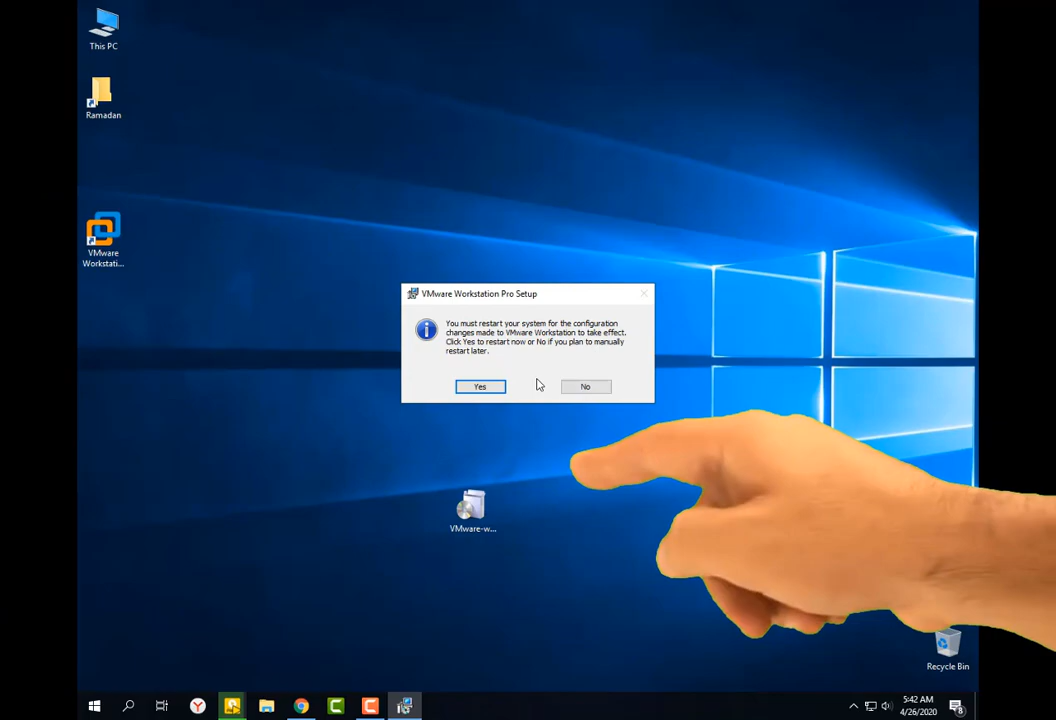 This PC
Ramadan
VMware
Workstati...
VMware Workstation Pro Setup
You must restart your system for the configuration
changes made to VMware Workstation to take effect.
Click Yes to restart now or No if you plan to manually
restart later.
Yes
No
VMware-w...
Recycle Bin
5:42 AM
4/26/2020
8